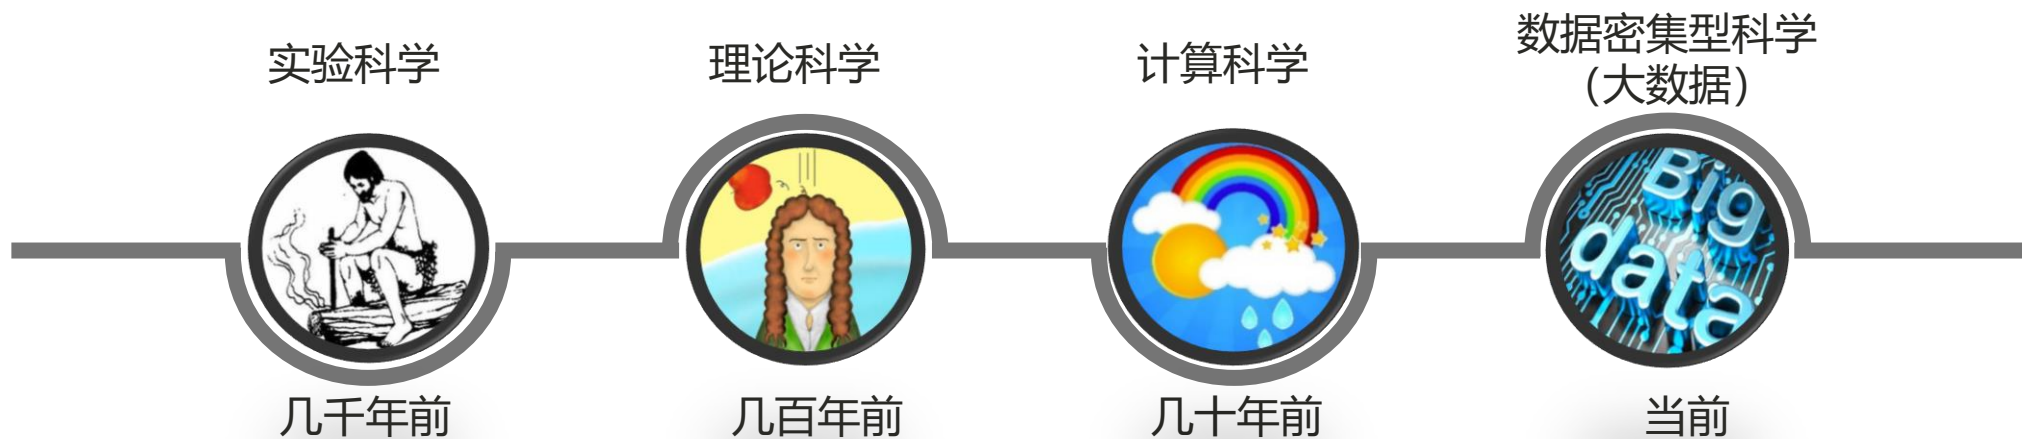 实验科学
理论科学
计算科学
数据密集型科学
（大数据）
Big
data
几千年前
几百年前
几十年前
当前